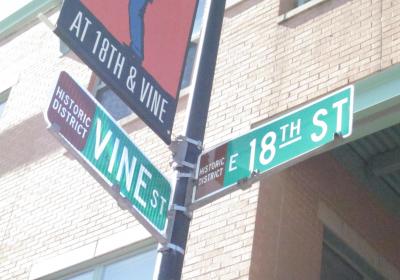 AT 18TH & VINE
HISTORIC
DISTRICT
VINE ST
HISTORIC
DISTRICT
E 18TH ST